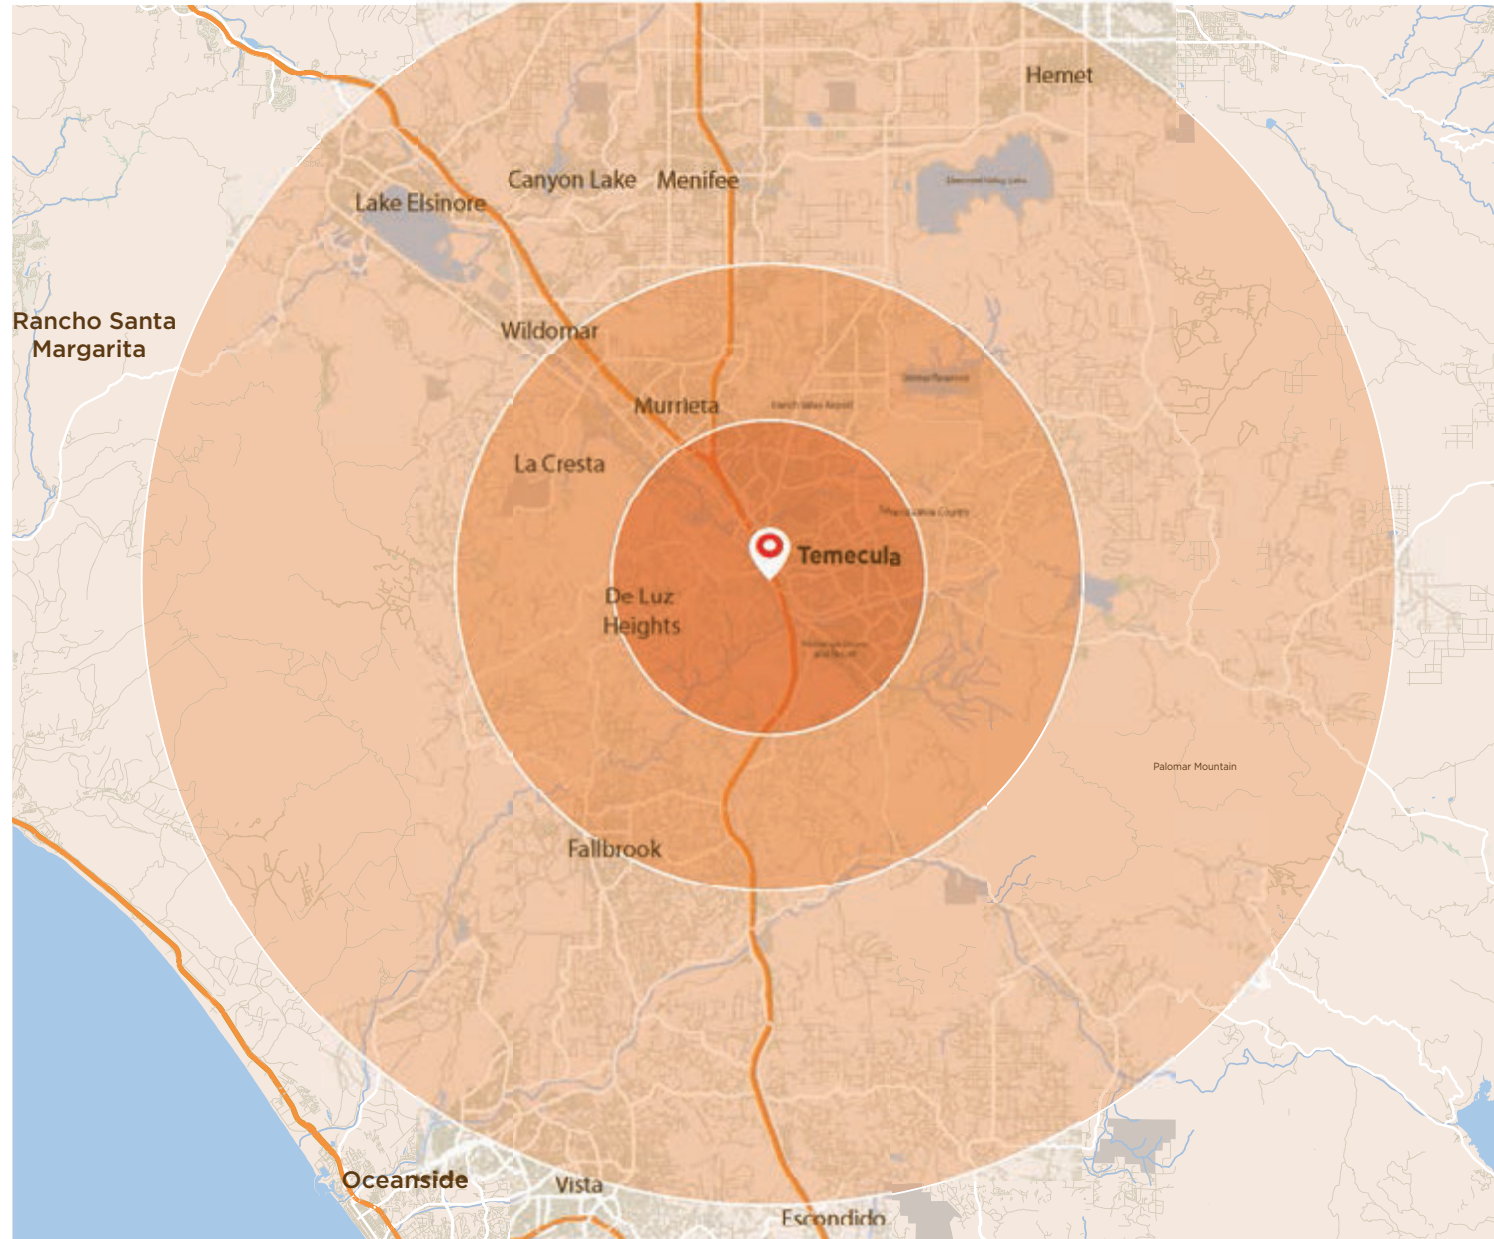 Hemet
Canyon Lake
Menifee
Lake Elsinore
Rancho Santa
Margarita
Wildomar
Murrieta
La Cresta
Temecula
De Luz
Heights
Palomar Mountain
Fallbrook
Oceanside
Vista
Escondido